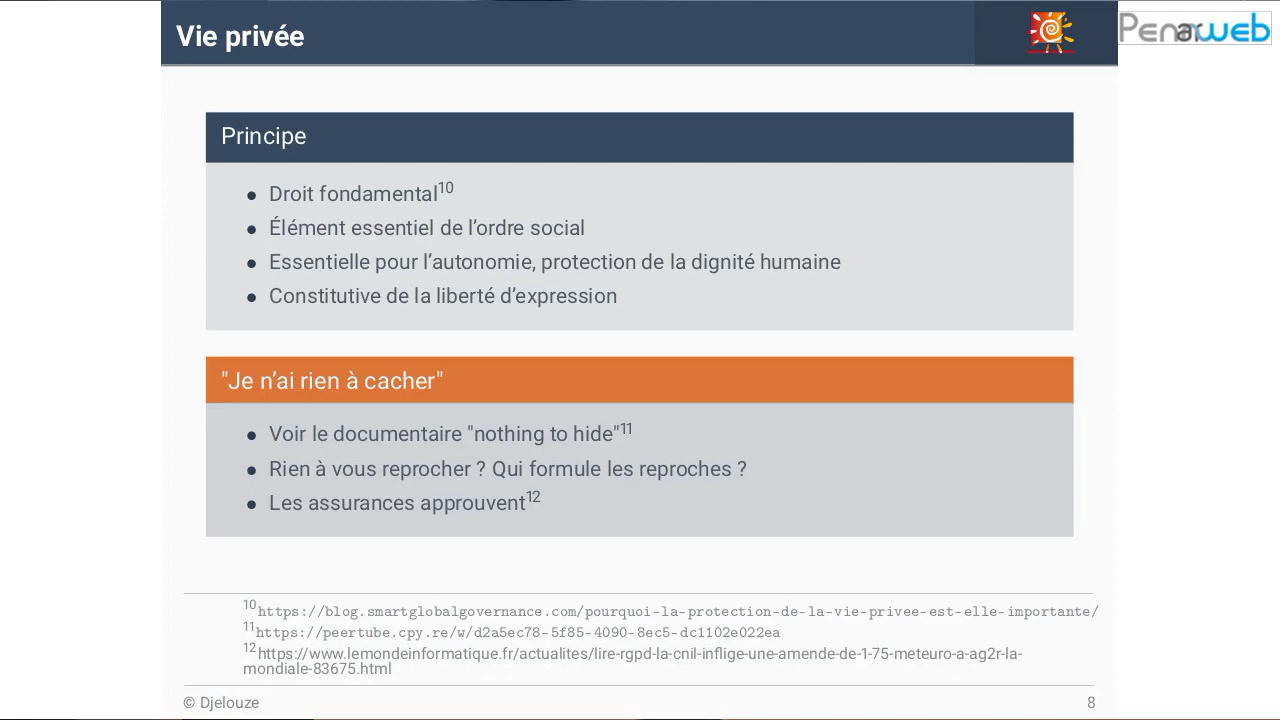 Vie privée
Penarweb
Principe
• Droit fondamental10
• Élément essentiel de l'ordre social
• Essentielle pour l'autonomie, protection de la dignité humaine
• Constitutive de la liberté d'expression
"Je n'ai rien à cacher"
• Voir le documentaire "nothing to hide"11
• Rien à vous reprocher ? Qui formule les reproches ?
• Les assurances approuvent12
10https://blog.smartglobalgovernance.com/pourquoi-la-protection-de-la-vie-privee-est-elle-importante/
11https://peertube.cpy.re/w/d2a5ec78-5f85-4090-8ec5-dc1102e022ea
12https://www.lemondeinformatique.fr/actualites/lire-rgpd-la-cnil-inflige-une-amende-de-1-75-meteuro-a-ag2r-la-
mondiale-83675.html
© Djelouze
8